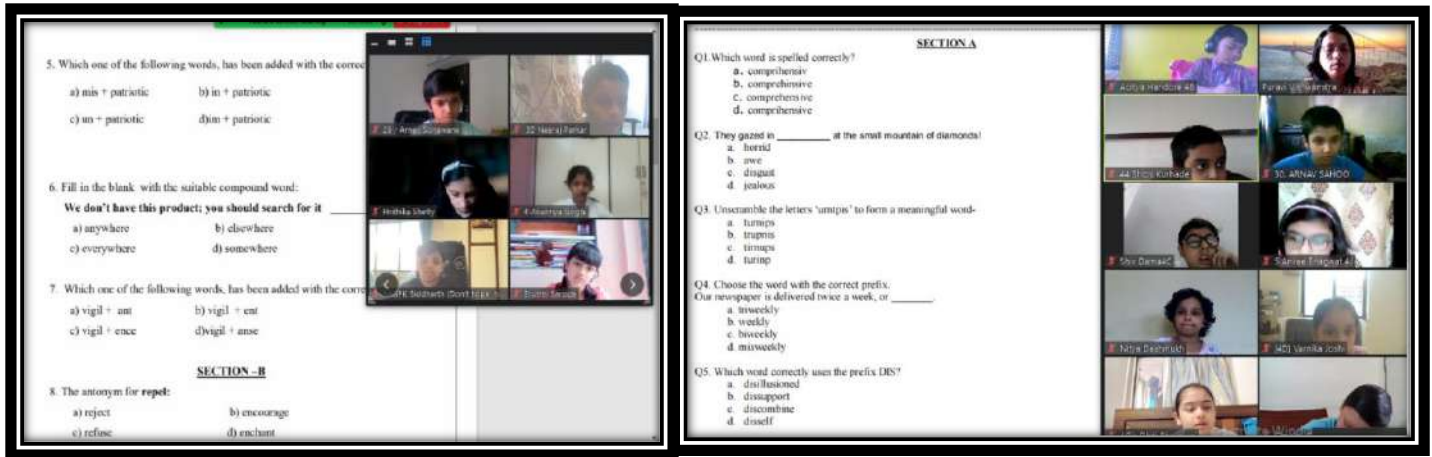 5. Which one of the following words, has been added with the correc
a) mis + patriotic b) in + patriotic
c) un + patriotic d)im + patriotic
6. Fill in the blank with the suitable compound word:
We don't have this product; you should search for it ______
a) anywhere b) elsewhere
c) everywhere d) somewhere
7. Which one of the following words, has been added with the corre
a) vigil + ant b) vigil + ent
c) vigil + ence d)vigil + anse
SECTION –B
8. The antonym for repel:
a) reject b) encourage
c) refuse d) enchant
Hrithika Shetty
SECTION A
Q1.Which word is spelled correctly?
a. comprihensiv
b. comprehinsive
c. comprehensive
d. comprihensive
Q2. They gazed in ________ at the small mountain of diamonds!
a. horrid
b. awe
c. disgust
d. jealous
Q3. Unscramble the letters 'urntpis' to form a meaningful word-
a. turnips
b. trupnis
c. tirnups
d. turinp
Q4. Choose the word with the correct prefix.
Our newspaper is delivered twice a week, or ______.
a. triweekly
b. weekly
c. biweekly
d. misweekly
Q5. Which word correctly uses the prefix DIS?
a. disillusioned
b. dissupport
c. discombine
d. disself
30. ARNAV SAHOO
Nitya Deshmukh